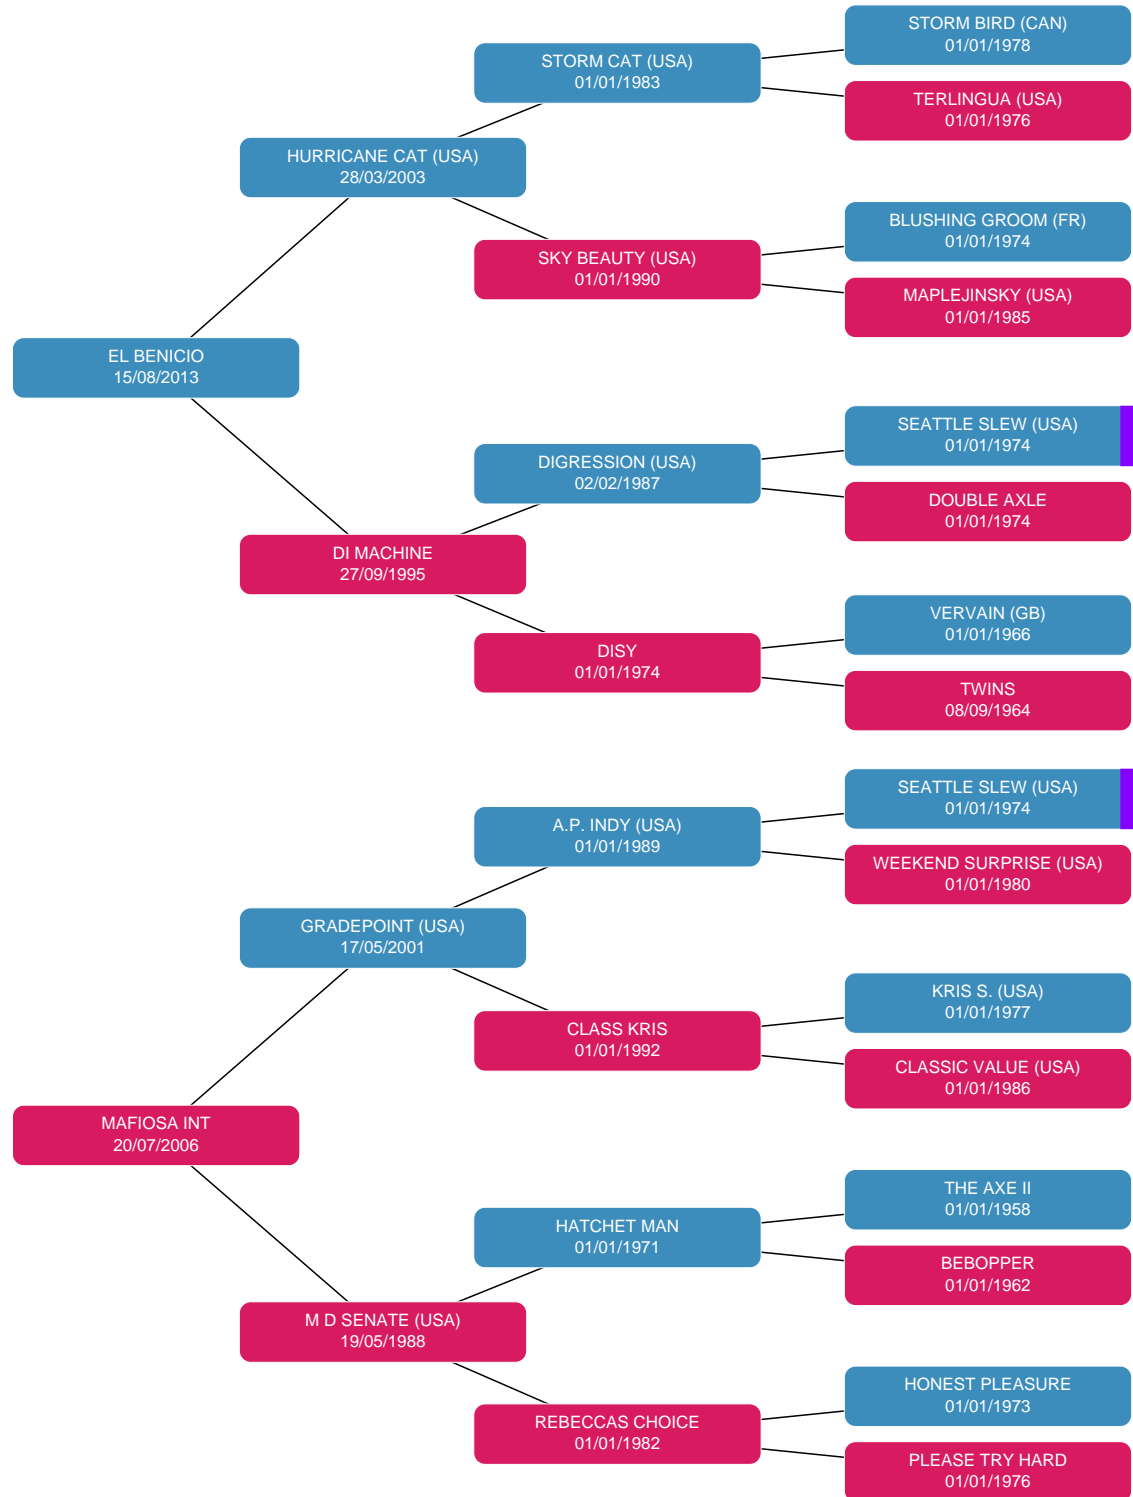 STORM BIRD (CAN)
01/01/1978
STORM CAT (USA)
01/01/1983
TERLINGUA (USA)
01/01/1976
HURRICANE CAT (USA)
28/03/2003
BLUSHING GROOM (FR)
01/01/1974
SKY BEAUTY (USA)
01/01/1990
MAPLEJINSKY (USA)
01/01/1985
EL BENICIO
15/08/2013
SEATTLE SLEW (USA)
01/01/1974
DIGRESSION (USA)
02/02/1987
DOUBLE AXLE
01/01/1974
DI MACHINE
27/09/1995
VERVAIN (GB)
01/01/1966
DISY
01/01/1974
TWINS
08/09/1964
SEATTLE SLEW (USA)
01/01/1974
A.P. INDY (USA)
01/01/1989
WEEKEND SURPRISE (USA)
01/01/1980
GRADEPOINT (USA)
17/05/2001
KRIS S. (USA)
01/01/1977
CLASS KRIS
01/01/1992
CLASSIC VALUE (USA)
01/01/1986
MAFIOSA INT
20/07/2006
THE AXE II
01/01/1958
HATCHET MAN
01/01/1971
BEBOPPER
01/01/1962
M D SENATE (USA)
19/05/1988
HONEST PLEASURE
01/01/1973
REBECCAS CHOICE
01/01/1982
PLEASE TRY HARD
01/01/1976